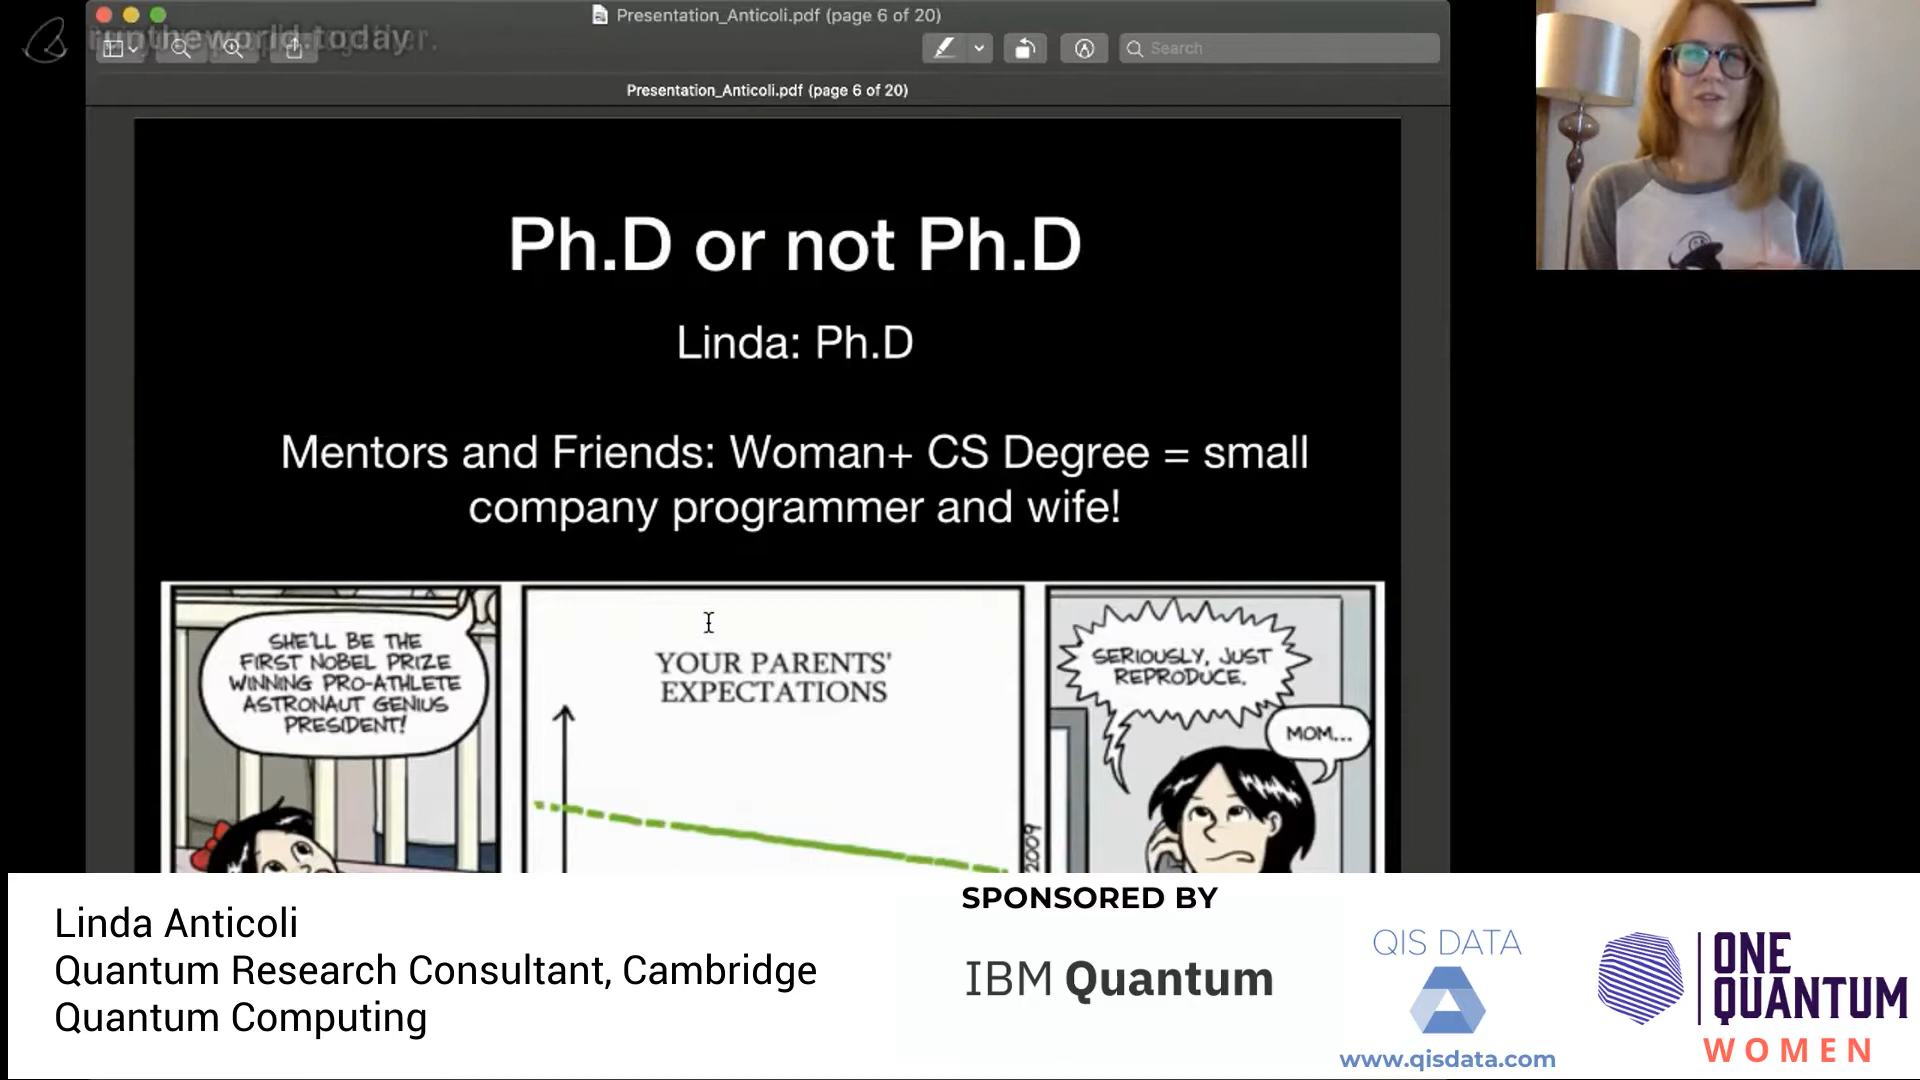 Presentation_Anticoli.pdf (page 6 of 20)
runtheworld.today
Search
Presentation_Anticoli.pdf (page 6 of 20)
Ph.D or not Ph.D
Linda: Ph.D
Mentors and Friends: Woman+ CS Degree = small
company programmer and wife!
SHE'LL BE THE
FIRST NOBEL PRIZE
WINNING PRO-ATHLETE
ASTRONAUT GENIUS
PRESIDENT!
YOUR PARENTS'
EXPECTATIONS
2009
SERIOUSLY, JUST
REPRODUCE.
MOM...
Linda Anticoli
Quantum Research Consultant, Cambridge
Quantum Computing
SPONSORED BY
IBM Quantum
QIS DATA
www.qisdata.com
ONE
QUANTUM
WOMEN